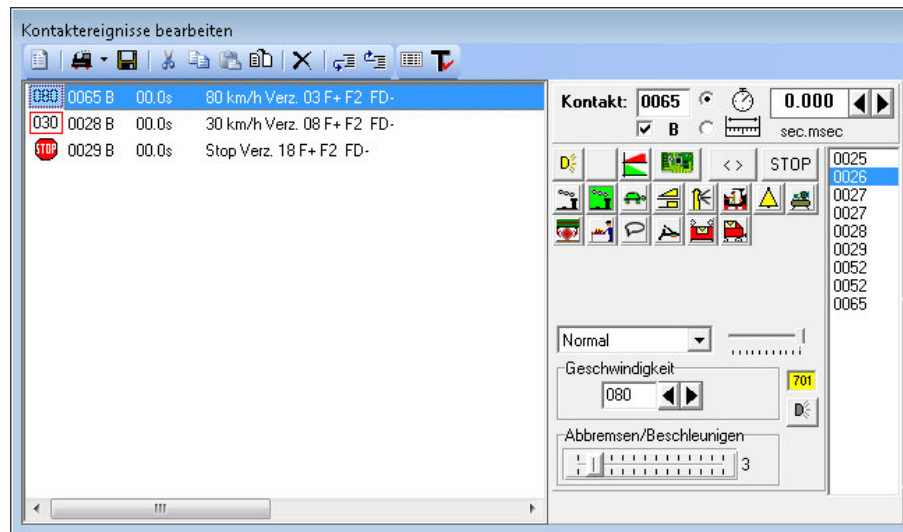 Kontaktereignisse bearbeiten
080 0065 B 00.0s 80 km/h Verz. 03 F+ F2 FD-
030 0028 B 00.0s 30 km/h Verz. 08 F+ F2 FD-
STOP 0029 B 00.0s Stop Verz. 18 F+ F2 FD-
Kontakt: 0065 0.000
B sec.msec
D < > STOP
0025
0026
0027
0027
0028
0029
0052
0052
0065
Normal
Geschwindigkeit
080
701
D
Abbremsen/Beschleunigen
3